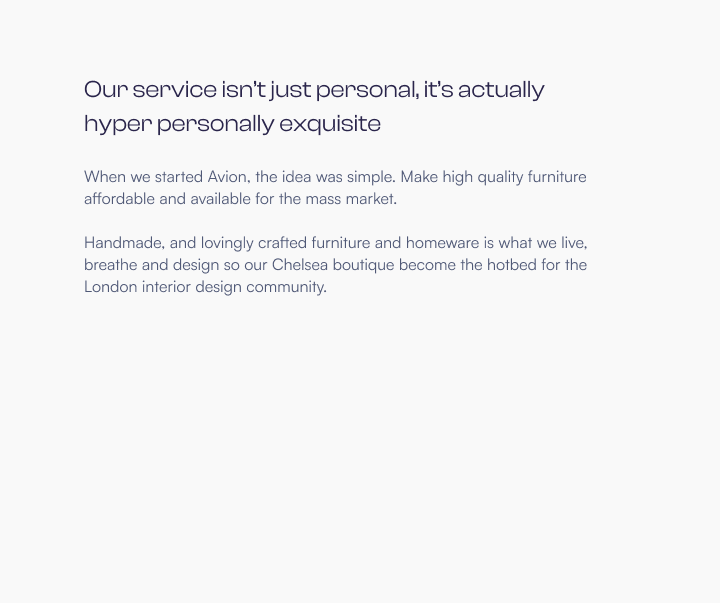 Our service isn't just personal, it's actually
hyper personally exquisite
When we started Avion, the idea was simple. Make high quality furniture
affordable and available for the mass market.
Handmade, and lovingly crafted furniture and homeware is what we live,
breathe and design so our Chelsea boutique become the hotbed for the
London interior design community.